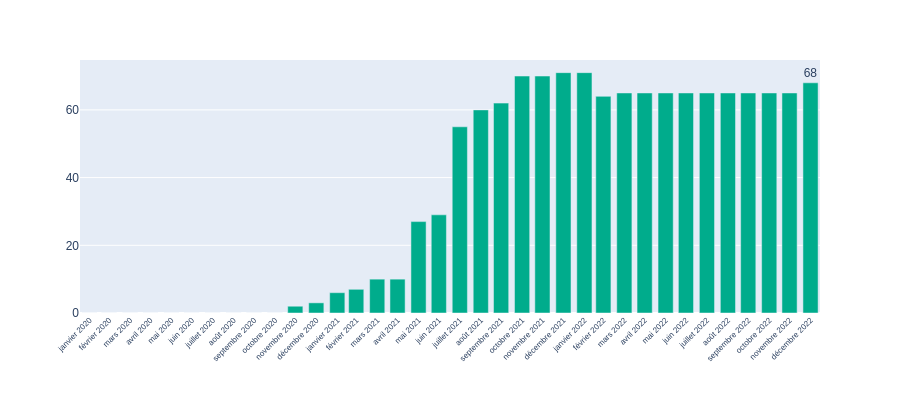 68
60
40
20
0
janvier 2020
février 2020
mars 2020
avril 2020
mai 2020
juin 2020
juillet 2020
août 2020
septembre 2020
octobre 2020
novembre 2020
décembre 2020
janvier 2021
février 2021
mars 2021
avril 2021
mai 2021
juin 2021
juillet 2021
août 2021
septembre 2021
octobre 2021
novembre 2021
décembre 2021
janvier 2022
février 2022
mars 2022
avril 2022
mai 2022
juin 2022
juillet 2022
août 2022
septembre 2022
octobre 2022
novembre 2022
décembre 2022